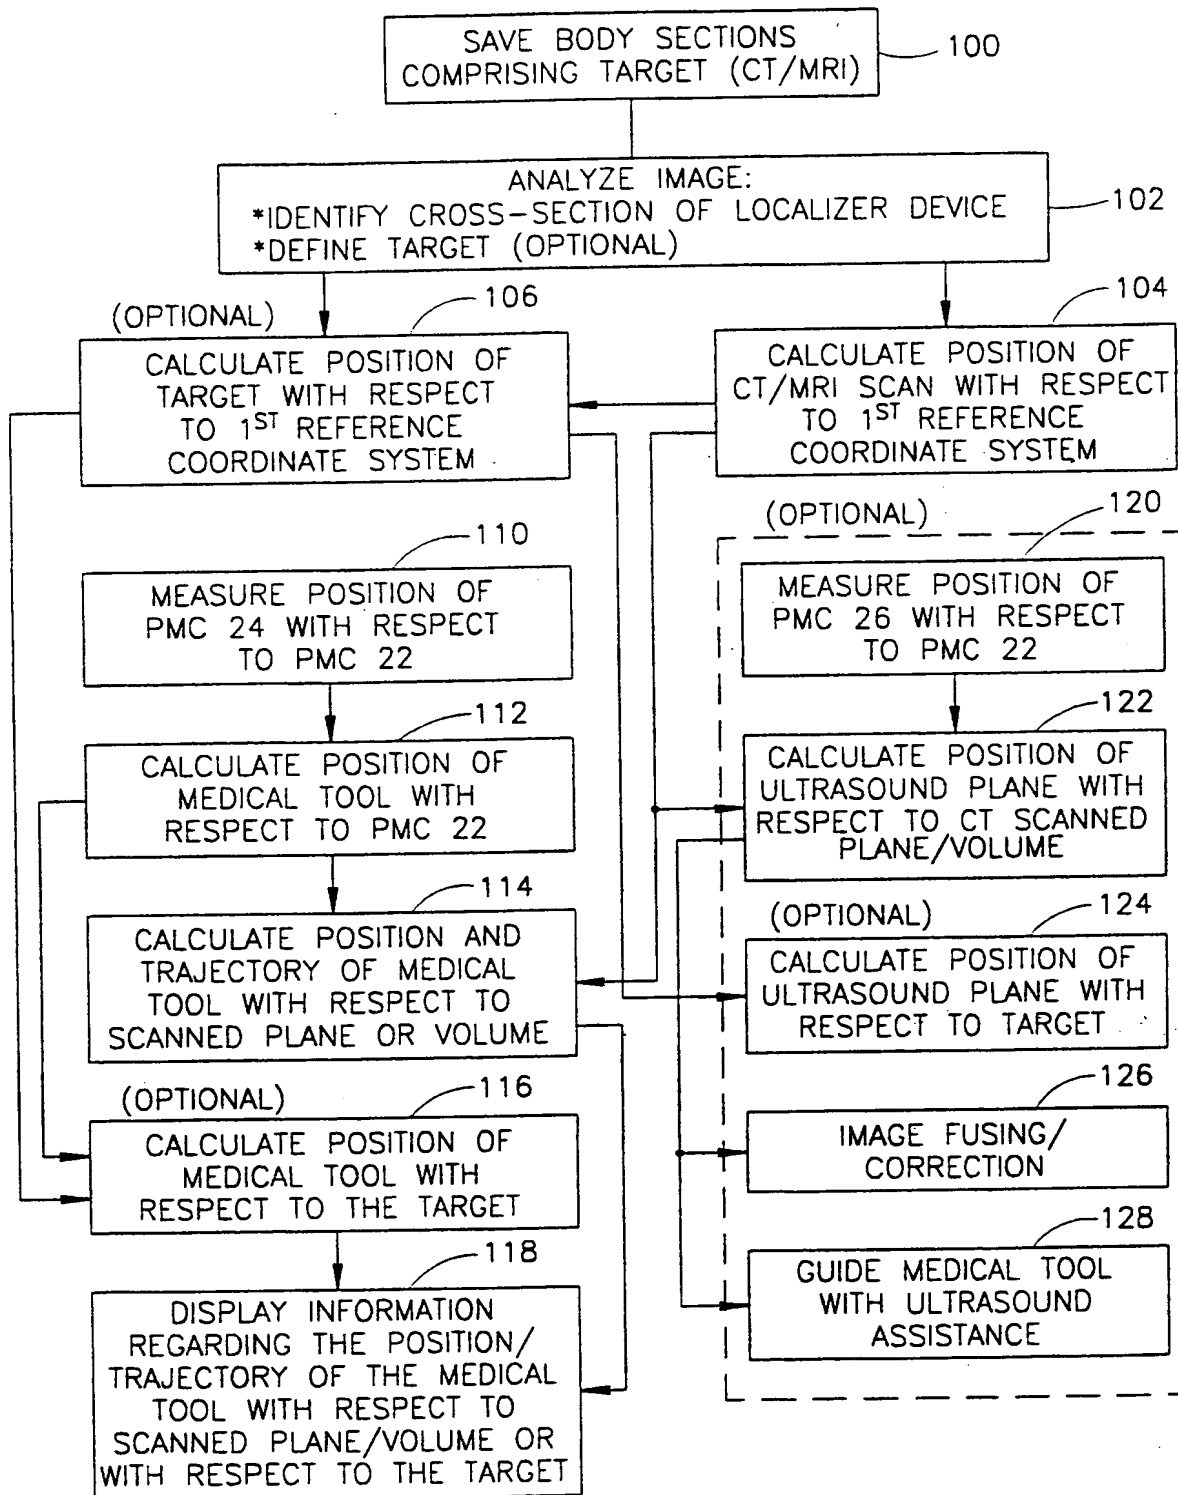 SAVE BODY SECTIONS
COMPRISING TARGET (CT/MRI)
100
ANALYZE IMAGE:
*IDENTIFY CROSS-SECTION OF LOCALIZER DEVICE
*DEFINE TARGET (OPTIONAL)
102
(OPTIONAL)
106
CALCULATE POSITION OF
TARGET WITH RESPECT
TO 1ST REFERENCE
COORDINATE SYSTEM
104
CALCULATE POSITION OF
CT/MRI SCAN WITH RESPECT
TO 1ST REFERENCE
COORDINATE SYSTEM
110
MEASURE POSITION OF
PMC 24 WITH RESPECT
TO PMC 22
112
CALCULATE POSITION OF
MEDICAL TOOL WITH
RESPECT TO PMC 22
114
CALCULATE POSITION AND
TRAJECTORY OF MEDICAL
TOOL WITH RESPECT TO
SCANNED PLANE OR VOLUME
(OPTIONAL)
116
CALCULATE POSITION OF
MEDICAL TOOL WITH
RESPECT TO THE TARGET
118
DISPLAY INFORMATION
REGARDING THE POSITION/
TRAJECTORY OF THE MEDICAL
TOOL WITH RESPECT TO
SCANNED PLANE/VOLUME OR
WITH RESPECT TO THE TARGET
(OPTIONAL)
120
MEASURE POSITION OF
PMC 26 WITH RESPECT
TO PMC 22
122
CALCULATE POSITION OF
ULTRASOUND PLANE WITH
RESPECT TO CT SCANNED
PLANE/VOLUME
(OPTIONAL)
124
CALCULATE POSITION OF
ULTRASOUND PLANE WITH
RESPECT TO TARGET
126
IMAGE FUSING/
CORRECTION
128
GUIDE MEDICAL TOOL
WITH ULTRASOUND
ASSISTANCE